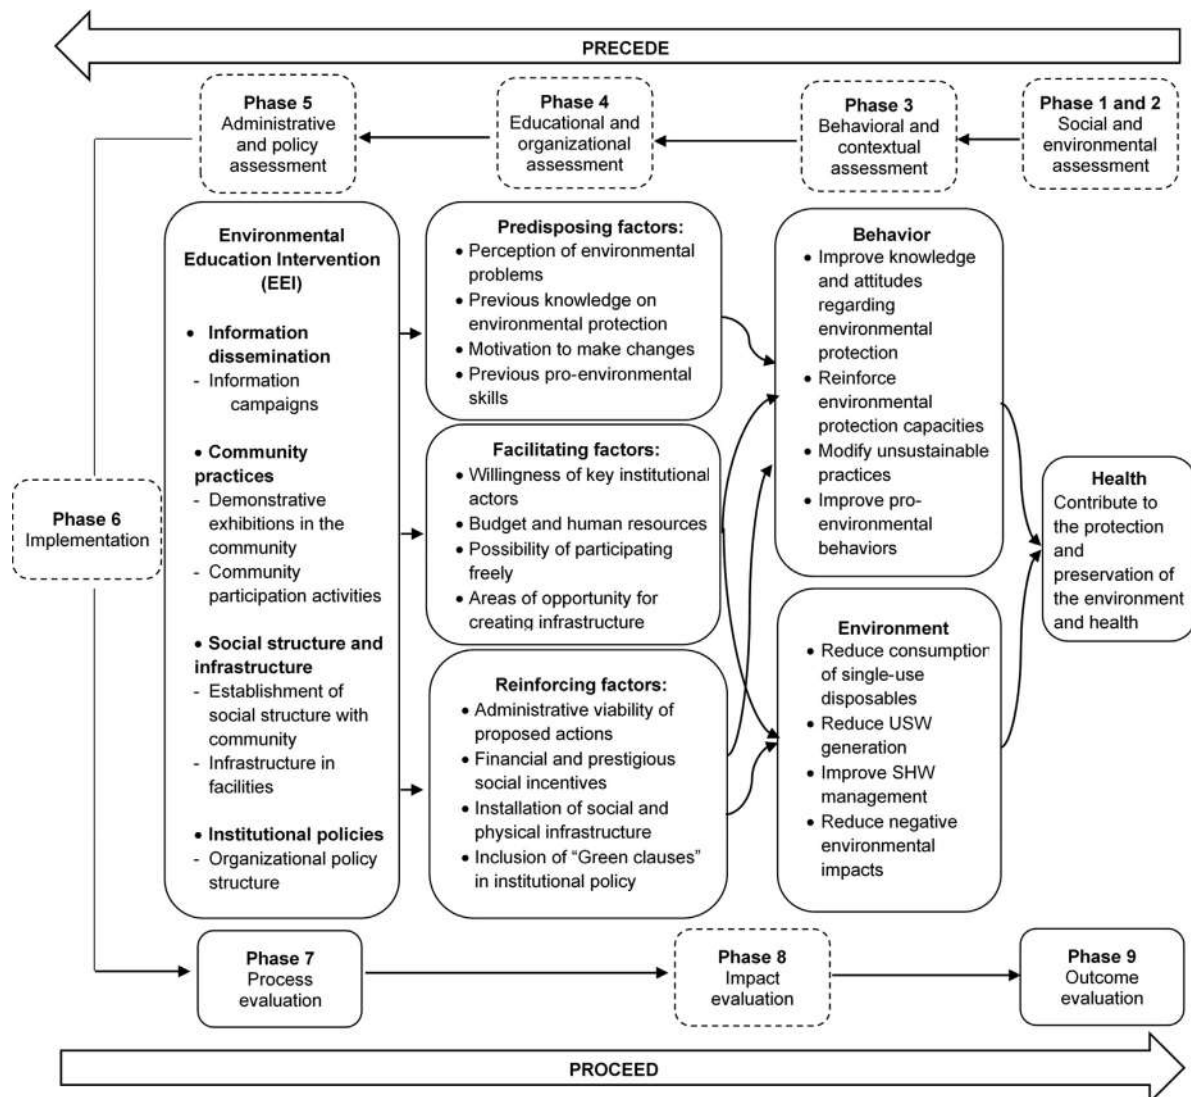 PRECEDE
Phase 5
Administrative
and policy
assessment
Phase 4
Educational and
organizational
assessment
Phase 3
Behavioral and
contextual
assessment
Phase 1 and 2
Social and
environmental
assessment
Environmental
Education Intervention
(EEI)
• Information
dissemination
- Information
campaigns
• Community
practices
- Demonstrative
exhibitions in the
community
- Community
participation activities
• Social structure and
infrastructure
- Establishment of
social structure with
community
- Infrastructure in
facilities
• Institutional policies
- Organizational policy
structure
Predisposing factors:
• Perception of environmental
problems
• Previous knowledge on
environmental protection
• Motivation to make changes
• Previous pro-environmental
skills
Facilitating factors:
• Willingness of key institutional
actors
• Budget and human resources
• Possibility of participating
freely
• Areas of opportunity for
creating infrastructure
Reinforcing factors:
• Administrative viability of
proposed actions
• Financial and prestigious
social incentives
• Installation of social and
physical infrastructure
• Inclusion of “Green clauses”
in institutional policy
Behavior
• Improve knowledge
and attitudes
regarding
environmental
protection
• Reinforce
environmental
protection capacities
• Modify unsustainable
practices
• Improve pro-
environmental
behaviors
Environment
• Reduce consumption
of single-use
disposables
• Reduce USW
generation
• Improve SHW
management
• Reduce negative
environmental
impacts
Health
Contribute to
the protection
and
preservation of
the environment
and health
Phase 6
Implementation
Phase 7
Process
evaluation
Phase 8
Impact
evaluation
Phase 9
Outcome
evaluation
PROCEED